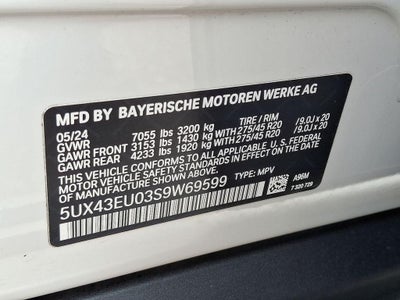 MFD BY BAYERISCHE MOTOREN WERKE AG
05/24 TIRE / RIM
GVWR 7055 lbs 3200 kg
GAWR FRONT 3153 lbs 1430 kg WITH 275/45 R20 / 9.0J x 20
GAWR REAR 4233 lbs 1920 kg WITH 275/45 R20 / 9.0J x 20
THIS VEHICLE CONFORMS TO ALL APPLICABLE U. S. FEDERAL
MOTOR VEHICLE SAFETY STANDARDS IN EFFECT ON THE DATE
OF MANUFACTURE SHOWN ABOVE.
5UX43EU03S9W69599 TYPE: MPV A96M
7 320 729